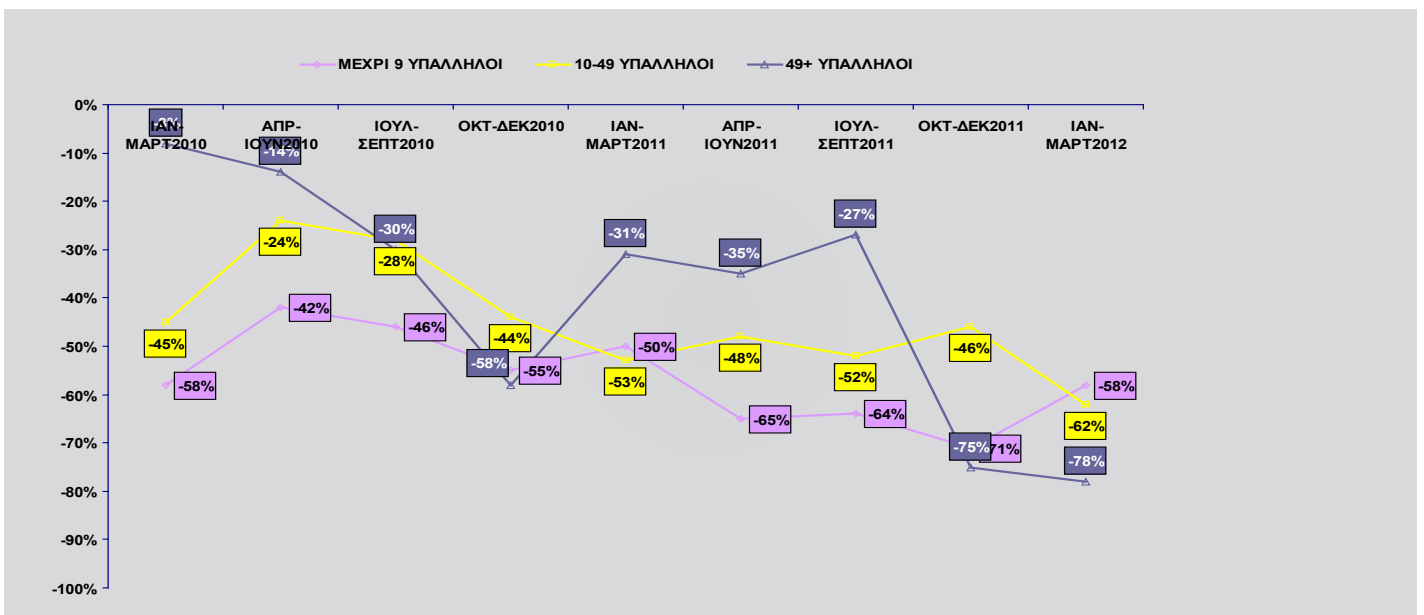 ΜΕΧΡΙ 9 ΥΠΑΛΛΗΛΟΙ 10-49 ΥΠΑΛΛΗΛΟΙ 49+ ΥΠΑΛΛΗΛΟΙ
0%
-10%
-20%
-30%
-40%
-50%
-60%
-70%
-80%
-90%
-100%
ΙΑΝ-
ΜΑΡΤ2010
ΑΠΡ-
ΙΟΥΝ2010
ΙΟΥΛ-
ΣΕΠΤ2010
ΟΚΤ-ΔΕΚ2010
ΙΑΝ-
ΜΑΡΤ2011
ΑΠΡ-
ΙΟΥΝ2011
ΙΟΥΛ-
ΣΕΠΤ2011
ΟΚΤ-ΔΕΚ2011
ΙΑΝ-
ΜΑΡΤ2012
-14%
-30%
-58%
-31%
-35%
-27%
-75%
-78%
-45%
-24%
-28%
-44%
-53%
-48%
-52%
-46%
-62%
-58%
-42%
-46%
-55%
-50%
-65%
-64%
-71%
-58%